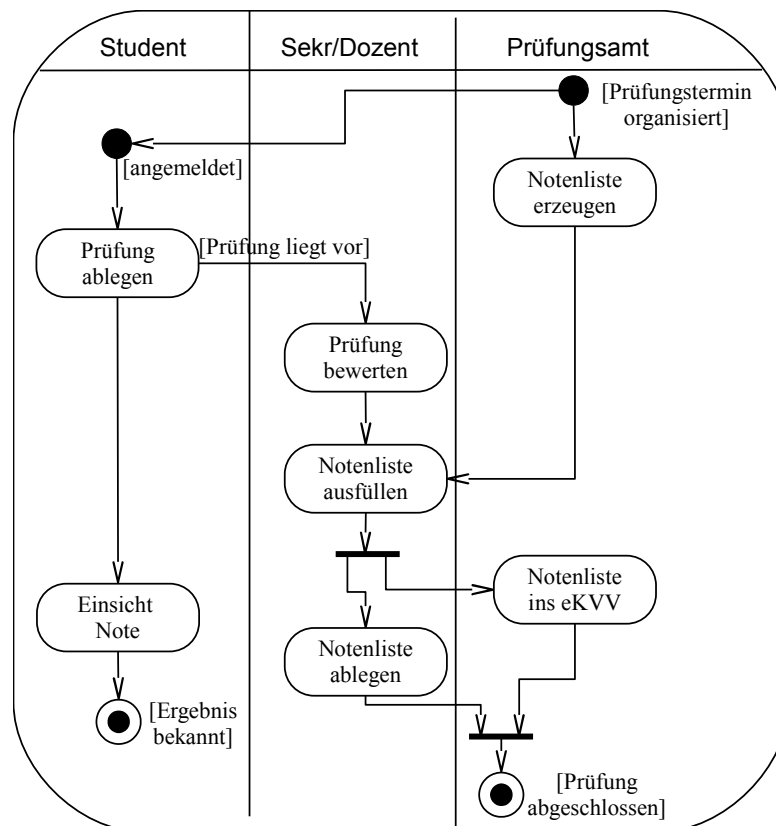 Student
Sekr/Dozent
Prüfungsamt
[Prüfungstermin
organisiert]
[angemeldet]
Notenliste
erzeugen
Prüfung
ablegen
[Prüfung liegt vor]
Prüfung
bewerten
Notenliste
ausfüllen
Notenliste
ins eKVV
Einsicht
Note
Notenliste
ablegen
[Ergebnis
bekannt]
[Prüfung
abgeschlossen]